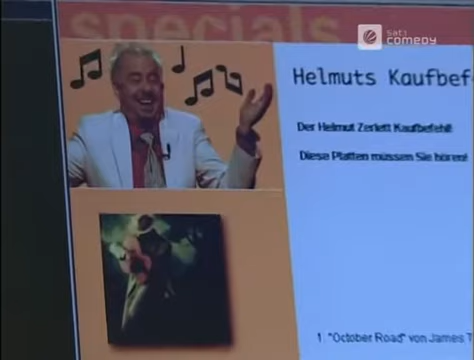 specials
Sat.1
comedy
Helmuts Kaufbefe
Der Helmut Zerlett Kaufbefehl!
Diese Platten müssen Sie hören!
1. "October Road" von James T